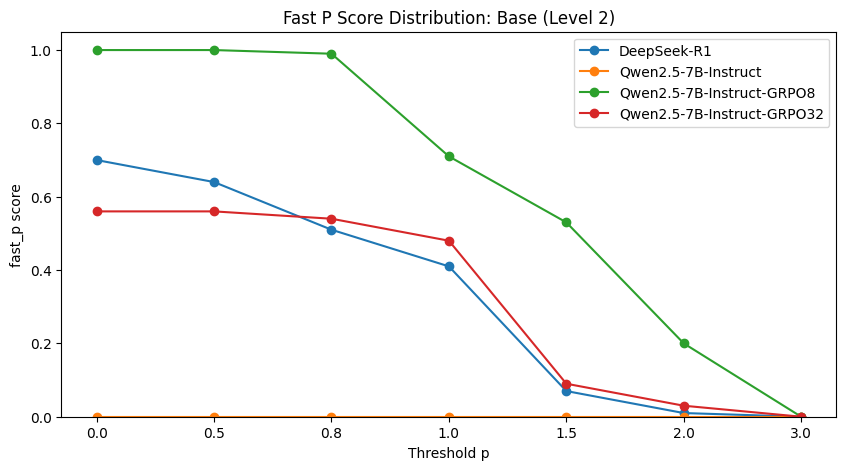 Fast P Score Distribution: Base (Level 2)
DeepSeek-R1
Qwen2.5-7B-Instruct
Qwen2.5-7B-Instruct-GRPO8
Qwen2.5-7B-Instruct-GRPO32
fast_p score
1.0
0.8
0.6
0.4
0.2
0.0
0.0 0.5 0.8 1.0 1.5 2.0 3.0
Threshold p